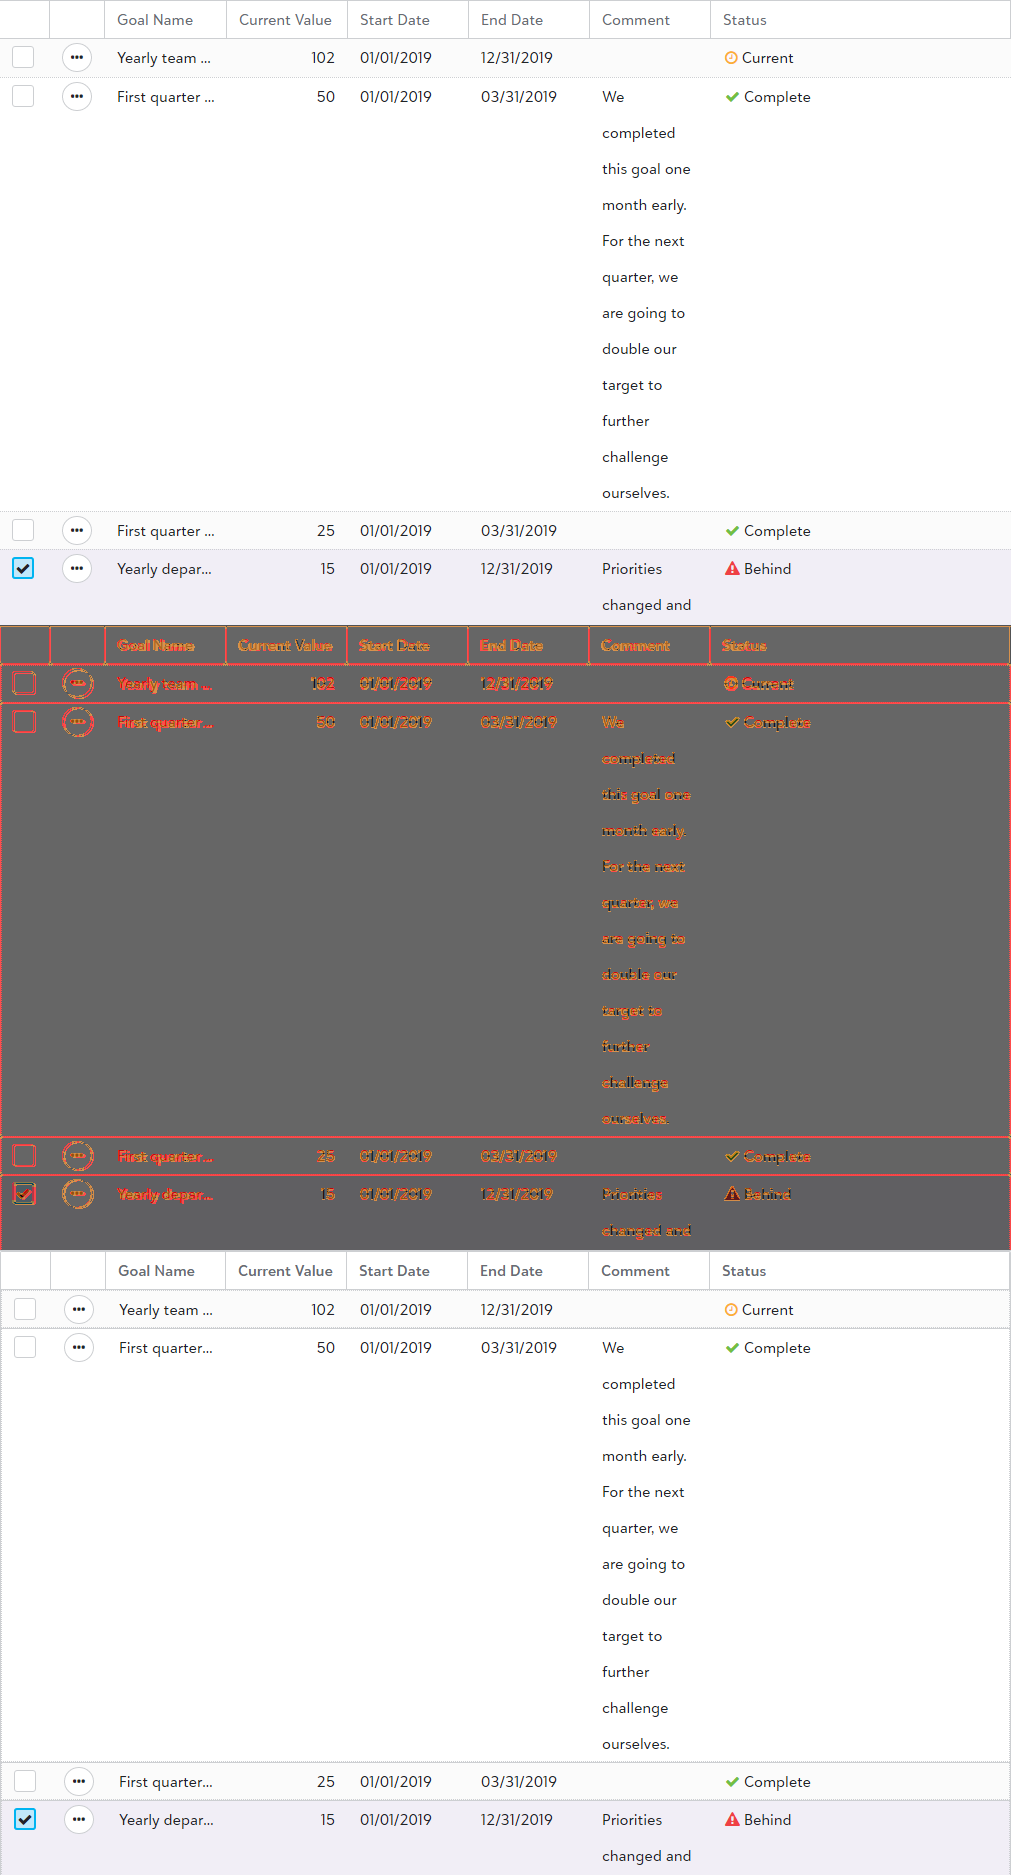 Goal Name Current Value Start Date End Date Comment Status
Yearly team ... 102 01/01/2019 12/31/2019 Current
First quarter ... 50 01/01/2019 03/31/2019 We Complete
completed
this goal one
month early.
For the next
quarter, we
are going to
double our
target to
further
challenge
ourselves.
First quarter ... 25 01/01/2019 03/31/2019 Complete
Yearly depar... 15 01/01/2019 12/31/2019 Priorities Behind
changed and
Goal Name Current Value Start Date End Date Comment Status
Yearly team ... 102 01/01/2019 12/31/2019 Current
First quarter... 50 01/01/2019 03/31/2019 We Complete
completed
this goal one
month early.
For the next
quarter, we
are going to
double our
target to
further
challenge
ourselves.
First quarter... 25 01/01/2019 03/31/2019 Complete
Yearly depar... 15 01/01/2019 12/31/2019 Priorities Behind
changed and
Goal Name Current Value Start Date End Date Comment Status
Yearly team ... 102 01/01/2019 12/31/2019 Current
First quarter... 50 01/01/2019 03/31/2019 We Complete
completed
this goal one
month early.
For the next
quarter, we
are going to
double our
target to
further
challenge
ourselves.
First quarter... 25 01/01/2019 03/31/2019 Complete
Yearly depar... 15 01/01/2019 12/31/2019 Priorities Behind
changed and